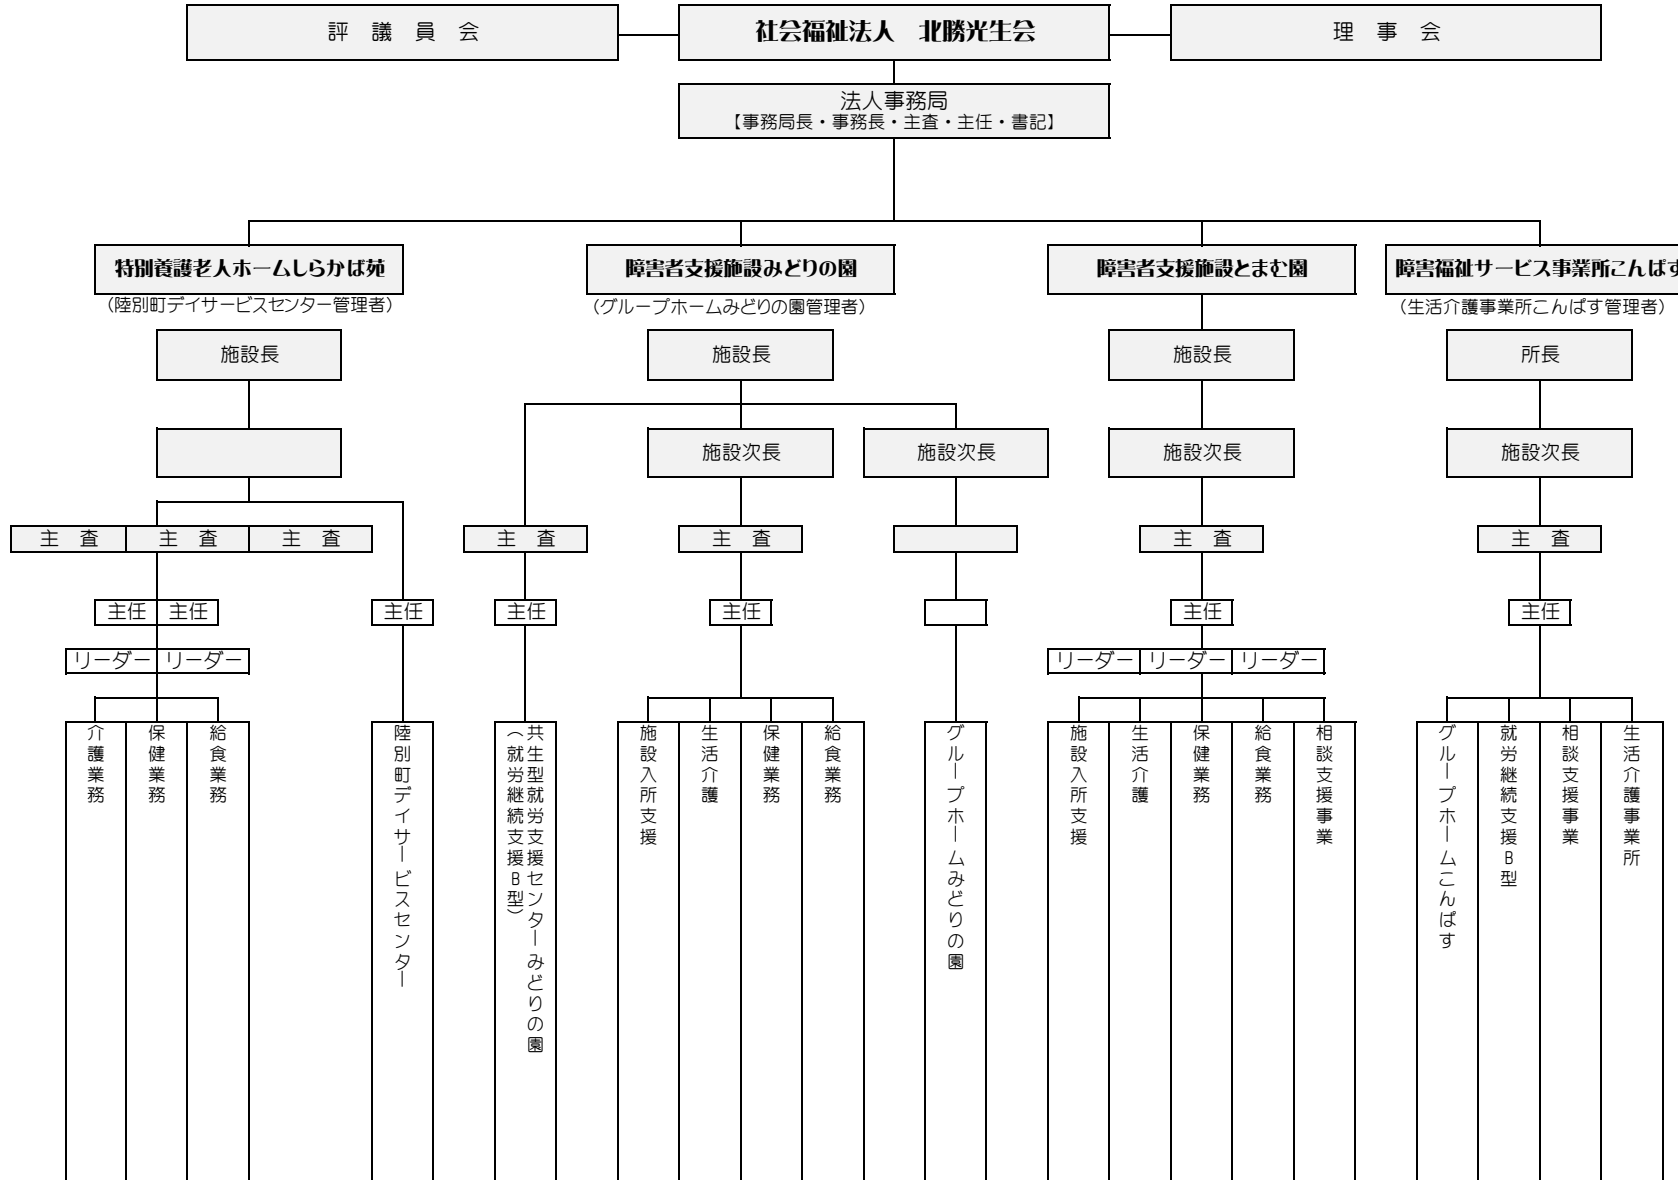 評 議 員 会
社会福祉法人 北勝光生会
理 事 会
法人事務局
【事務局長・事務長・主査・主任・書記】
特別養護老人ホームしらかば苑
障害者支援施設みどりの園
障害者支援施設とまむ園
障害福祉サービス事業所こんぱす
（陸別町デイサービスセンター管理者）
（グループホームみどりの園管理者）
（生活介護事業所こんぱす管理者）
施設長
施設長
施設長
所長
施設次長
施設次長
施設次長
施設次長
主 査
主 査
主 査
主 査
主 査
主 査
主 査
主任
主任
主任
主任
主任
主任
主任
リーダー
リーダー
リーダー
リーダー
リーダー
介護業務
保健業務
給食業務
陸別町デイサービスセンター
共生型就労支援センターみどりの園
（就労継続支援B型）
施設入所支援
生活介護
保健業務
給食業務
グループホームみどりの園
施設入所支援
生活介護
保健業務
給食業務
相談支援事業
グループホームこんぱす
就労継続支援B型
相談支援事業
生活介護事業所